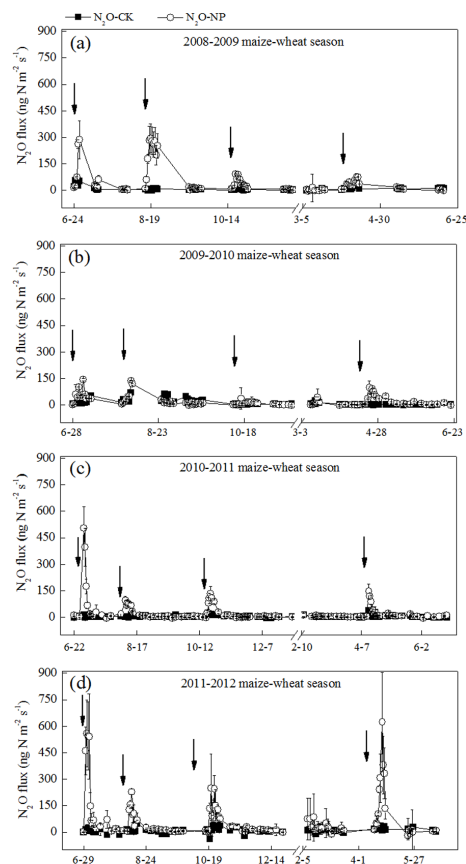 N₂O-CK N₂O-NP
(a) 2008-2009 maize-wheat season
N₂O flux (ng N m⁻² s⁻¹)
900
750
600
450
300
150
0
6-24 8-19 10-14 3-5 4-30 6-25
(b) 2009-2010 maize-wheat season
N₂O flux (ng N m⁻² s⁻¹)
900
750
600
450
300
150
0
6-28 8-23 10-18 3-3 4-28 6-23
(c) 2010-2011 maize-wheat season
N₂O flux (ng N m⁻² s⁻¹)
900
750
600
450
300
150
0
6-22 8-17 10-12 12-7 2-10 4-7 6-2
(d) 2011-2012 maize-wheat season
N₂O flux (ng N m⁻² s⁻¹)
900
750
600
450
300
150
0
6-29 8-24 10-19 12-14 2-5 4-1 5-27